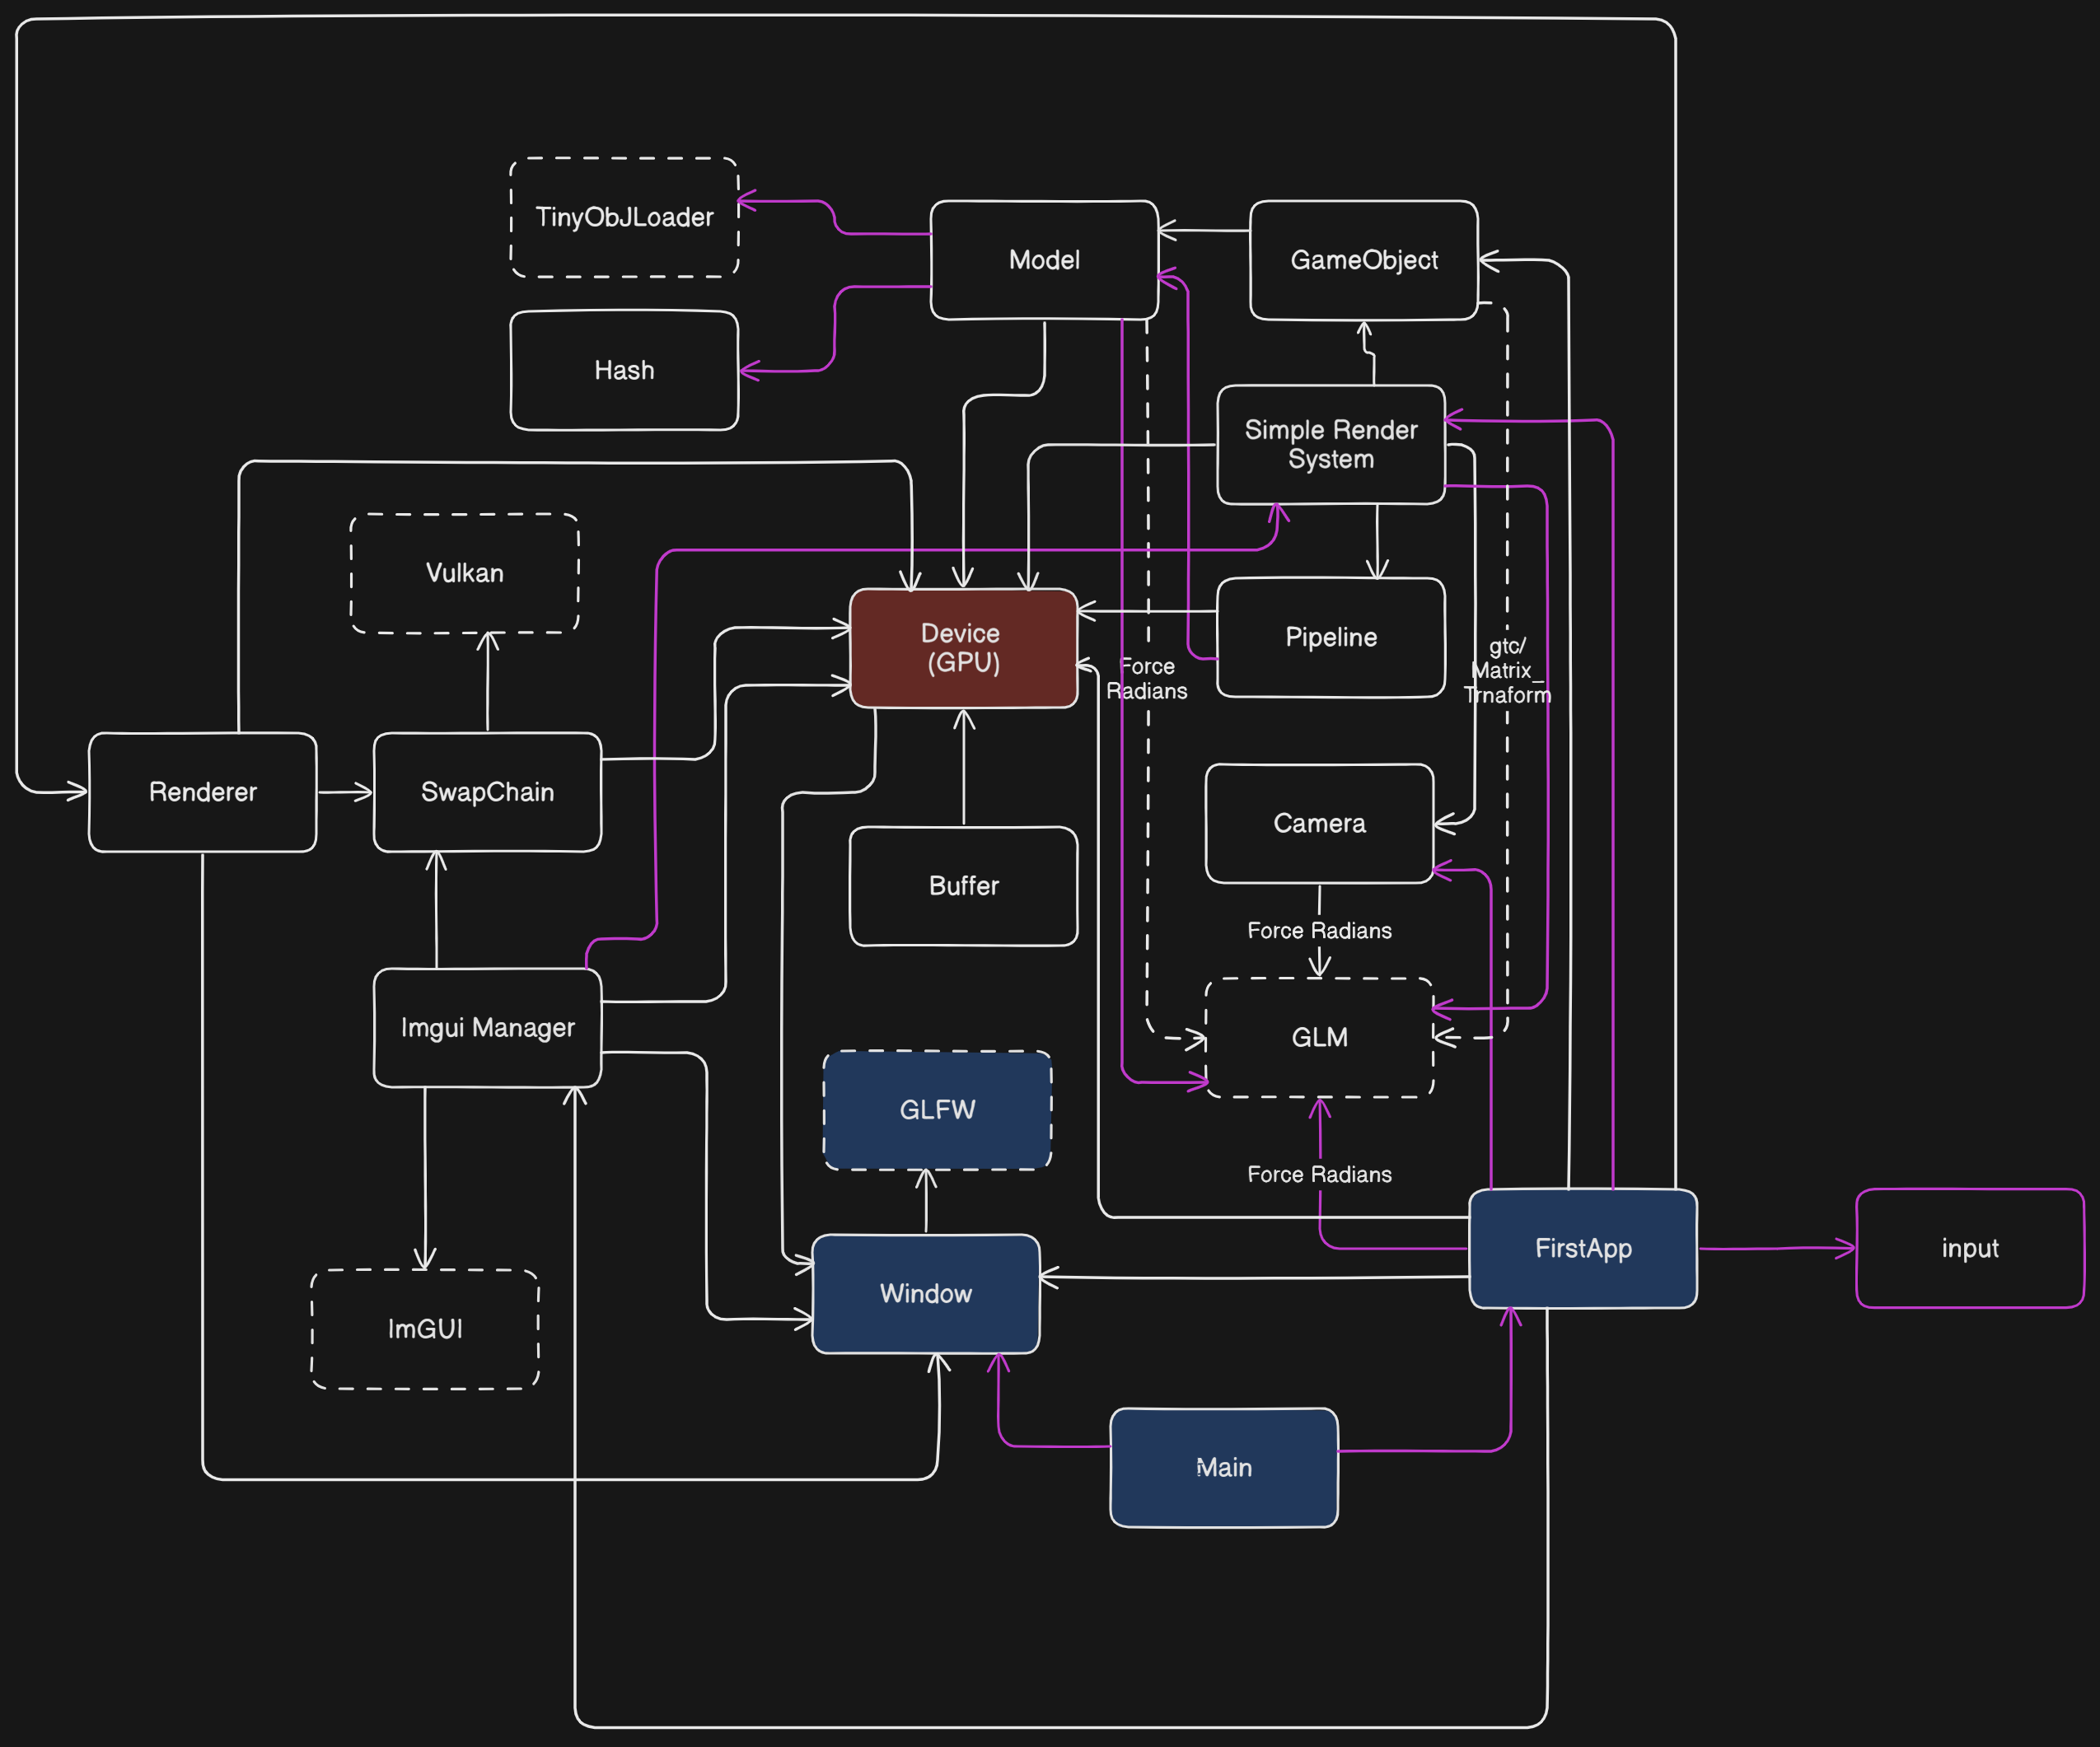 TinyObJLoader
Model
GameObject
Hash
Simple Render
System
Vulkan
Device
(GPU)
Pipeline
Force
Radians
gtc/
Matrix_
Trnaform
Renderer
SwapChain
Camera
Buffer
Force Radians
Imgui Manager
GLM
GLFW
Force Radians
FirstApp
input
Window
ImGUI
Main